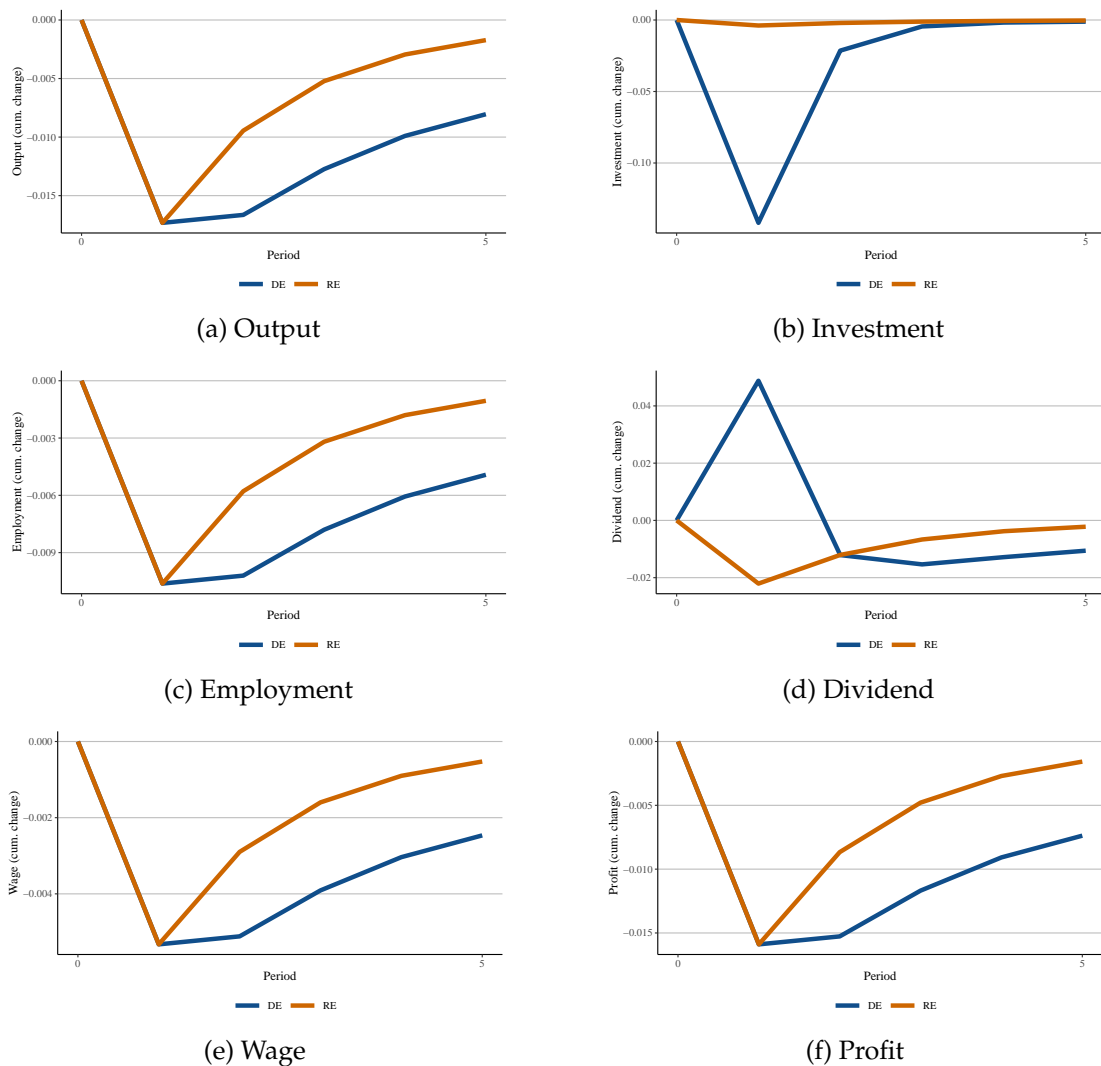 0.000
−0.005
−0.010
−0.015
Output (cum. change)
0
5
Period
DE RE
(a) Output
0.00
−0.05
−0.10
Investment (cum. change)
0
5
Period
DE RE
(b) Investment
0.000
−0.003
−0.006
−0.009
Employment (cum. change)
0
5
Period
DE RE
(c) Employment
0.04
0.02
0.00
−0.02
Dividend (cum. change)
0
5
Period
DE RE
(d) Dividend
0.000
−0.002
−0.004
Wage (cum. change)
0
5
Period
DE RE
(e) Wage
0.000
−0.005
−0.010
−0.015
Profit (cum. change)
0
5
Period
DE RE
(f) Profit